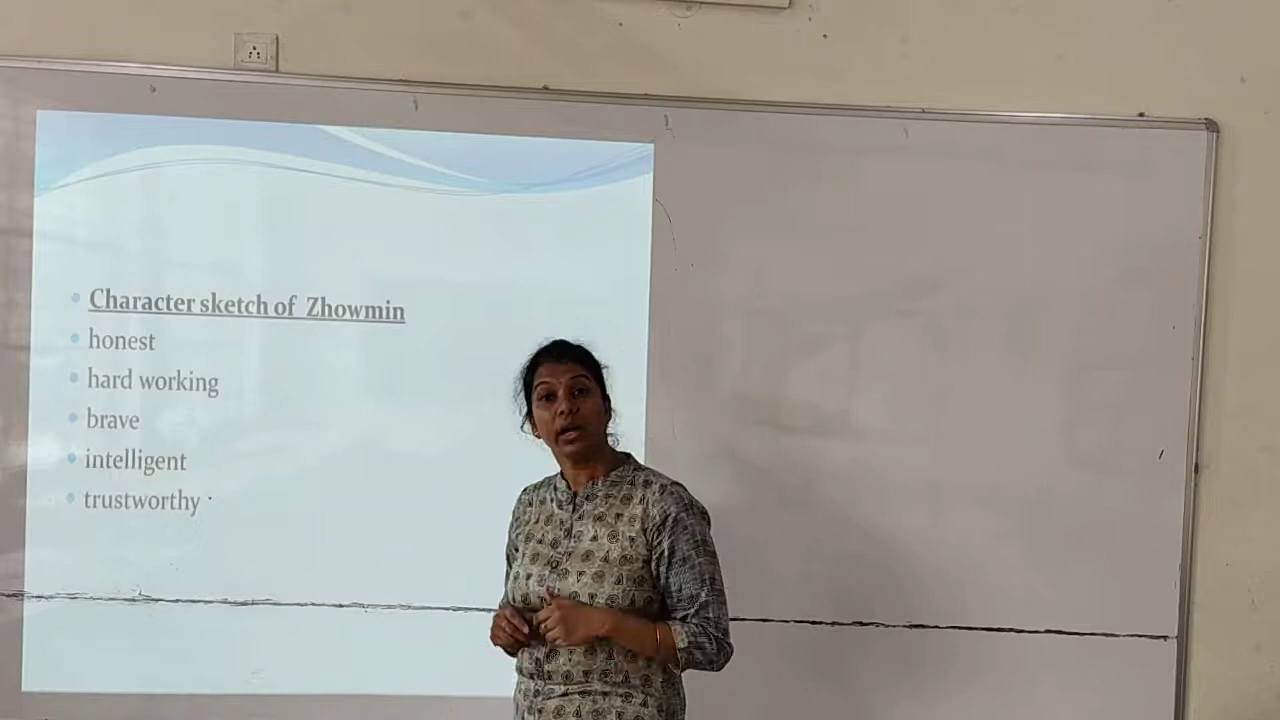 Character sketch of Zhowmin
honest
hard working
brave
intelligent
trustworthy